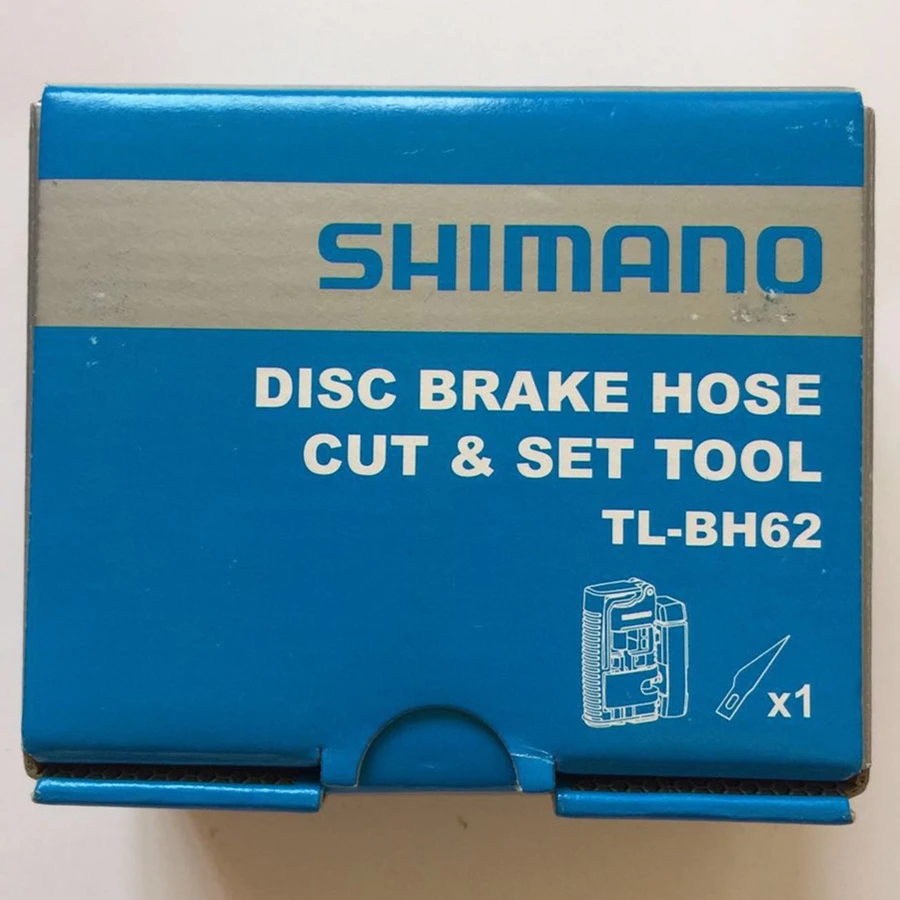 SHIMANO
DISC BRAKE HOSE
CUT & SET TOOL
TL-BH62
x1